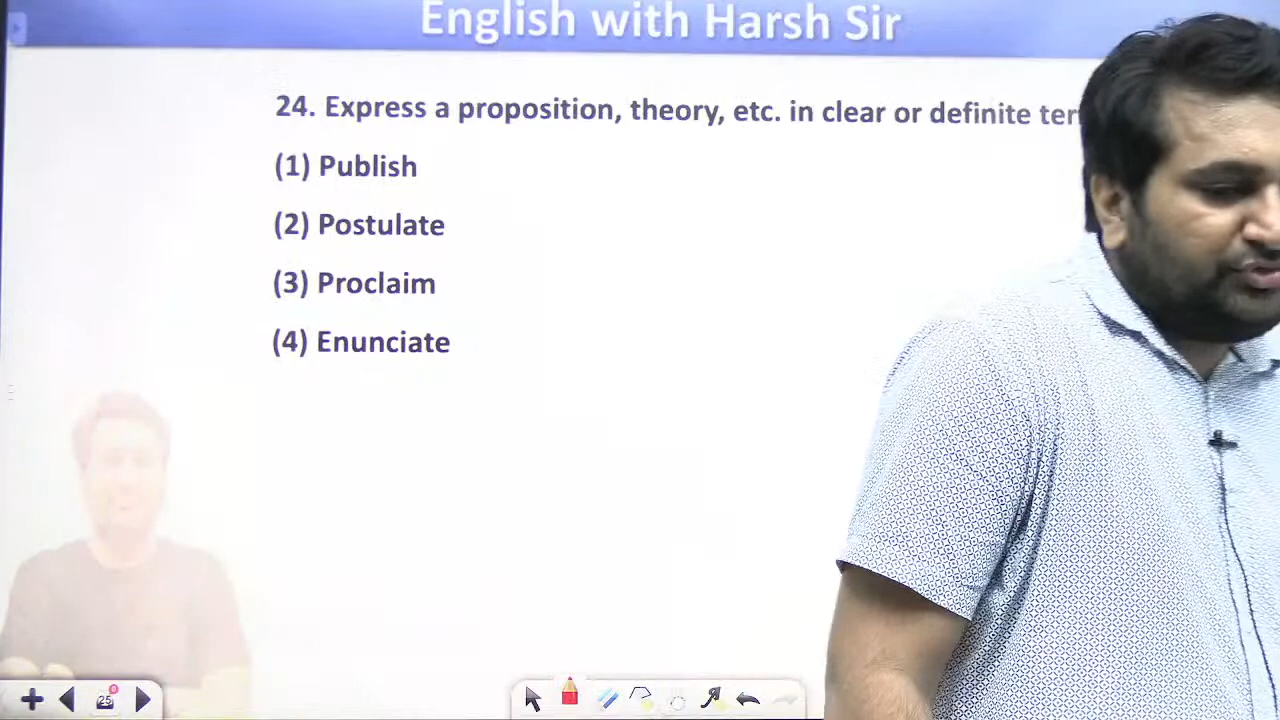 English with Harsh Sir
24. Express a proposition, theory, etc. in clear or definite
(1) Publish
(2) Postulate
(3) Proclaim
(4) Enunciate
25